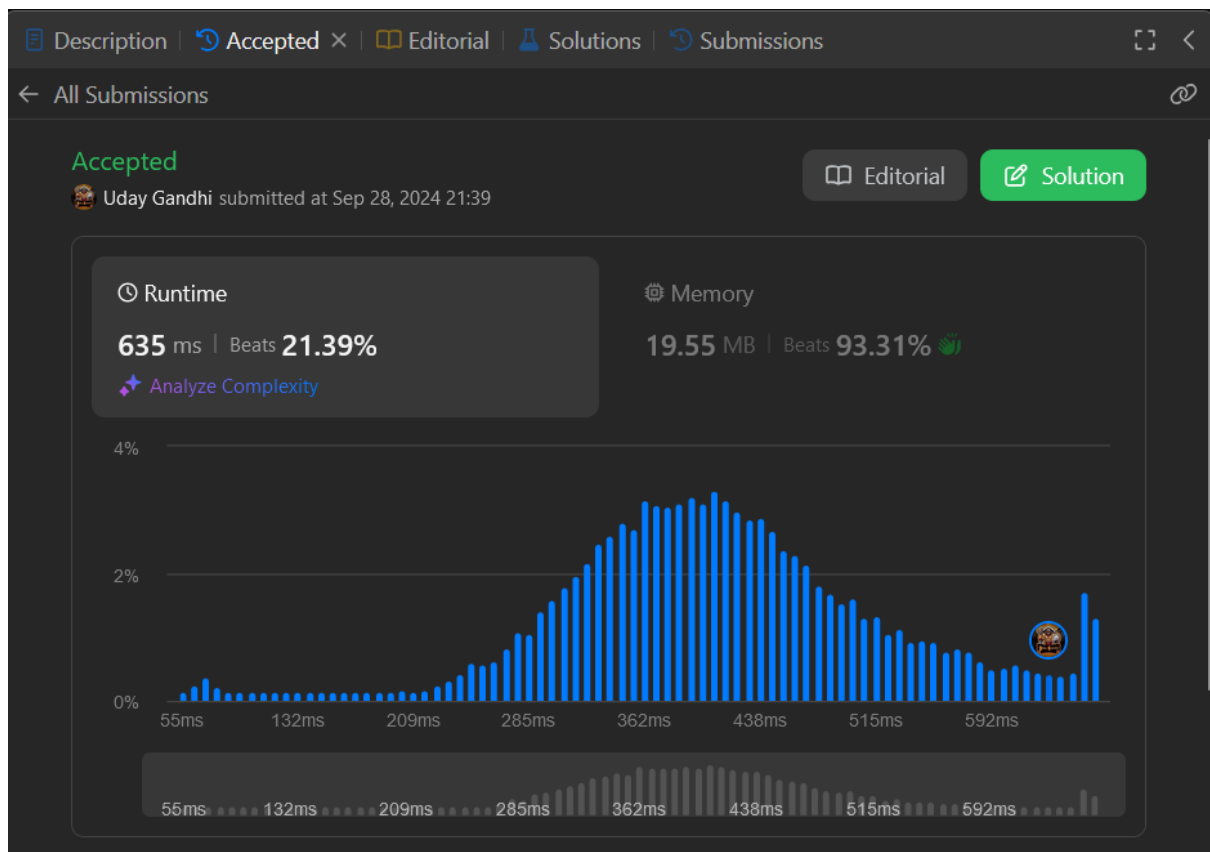 Description Accepted Editorial Solutions Submissions
All Submissions
Accepted
Uday Gandhi submitted at Sep 28, 2024 21:39
Editorial Solution
Runtime
635 ms Beats 21.39%
Analyze Complexity
Memory
19.55 MB Beats 93.31%
4%
2%
0%
55ms 132ms 209ms 285ms 362ms 438ms 515ms 592ms
55ms 132ms 209ms 285ms 362ms 438ms 515ms 592ms